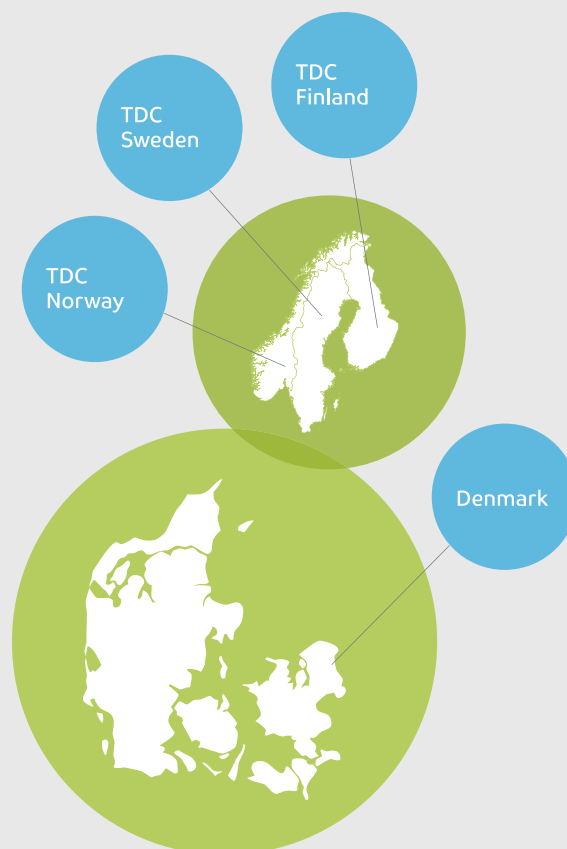 TDC
Finland
TDC
Sweden
TDC
Norway
Denmark